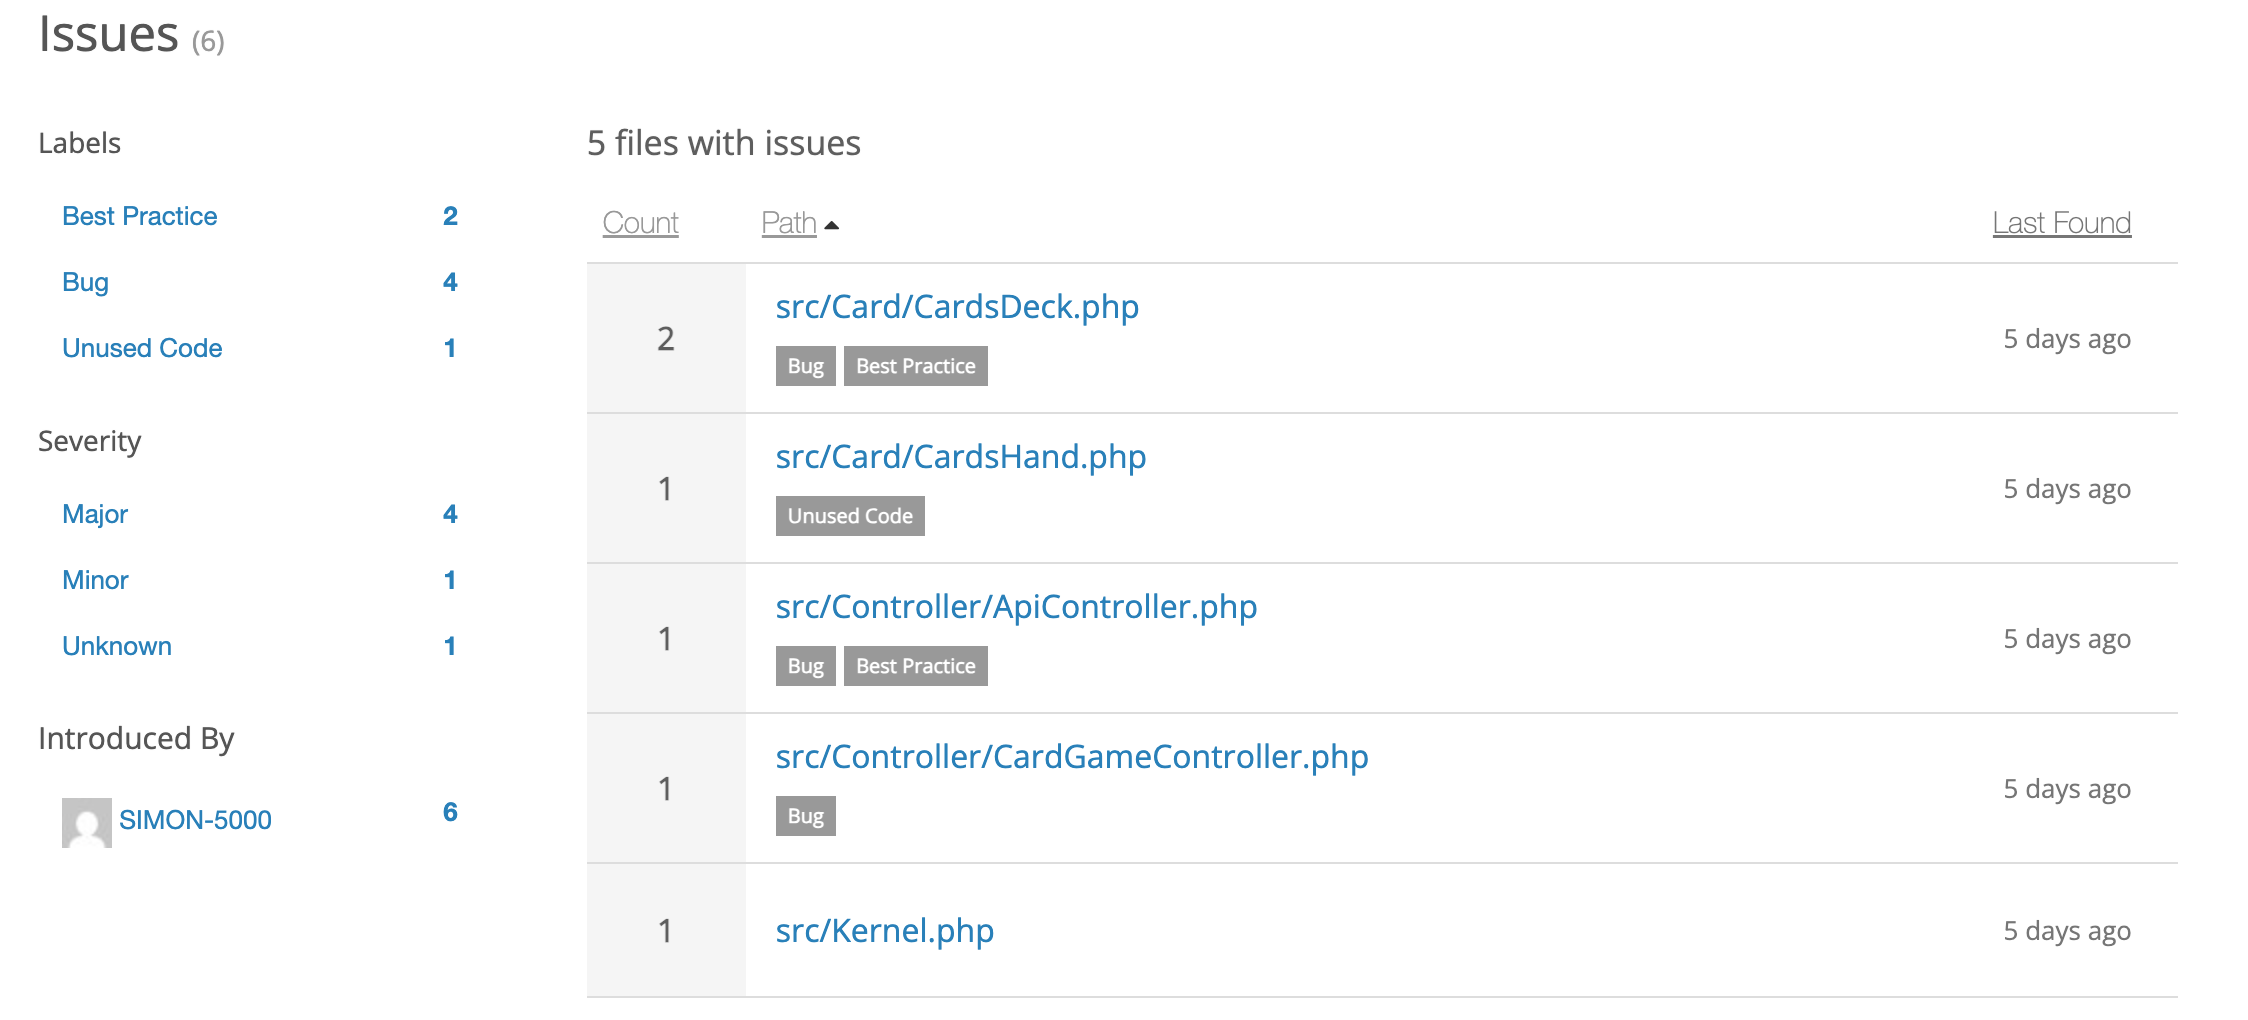 Issues (6)
Labels
Best Practice 2
Bug 4
Unused Code 1
Severity
Major 4
Minor 1
Unknown 1
Introduced By
SIMON-5000 6
5 files with issues
Count Path Last Found
2 src/Card/CardsDeck.php 5 days ago
Bug Best Practice
1 src/Card/CardsHand.php 5 days ago
Unused Code
1 src/Controller/ApiController.php 5 days ago
Bug Best Practice
1 src/Controller/CardGameController.php 5 days ago
Bug
1 src/Kernel.php 5 days ago